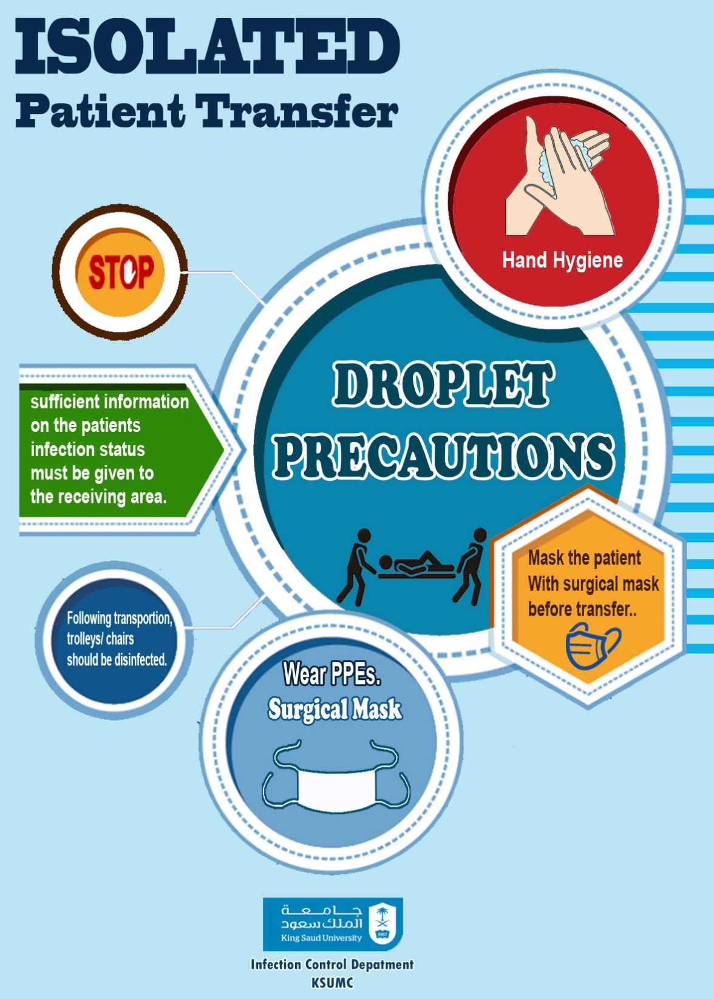 ISOLATED
Patient Transfer
Hand Hygiene
STOP
DROPLET
PRECAUTIONS
sufficient information
on the patients
infection status
must be given to
the receiving area.
Mask the patient
With surgical mask
before transfer..
Following transportion,
trolleys/ chairs
should be disinfected.
Wear PPEs.
Surgical Mask
جامعة
الملك سعود
King Saud University
1957
Infection Control Depatment
KSUMC